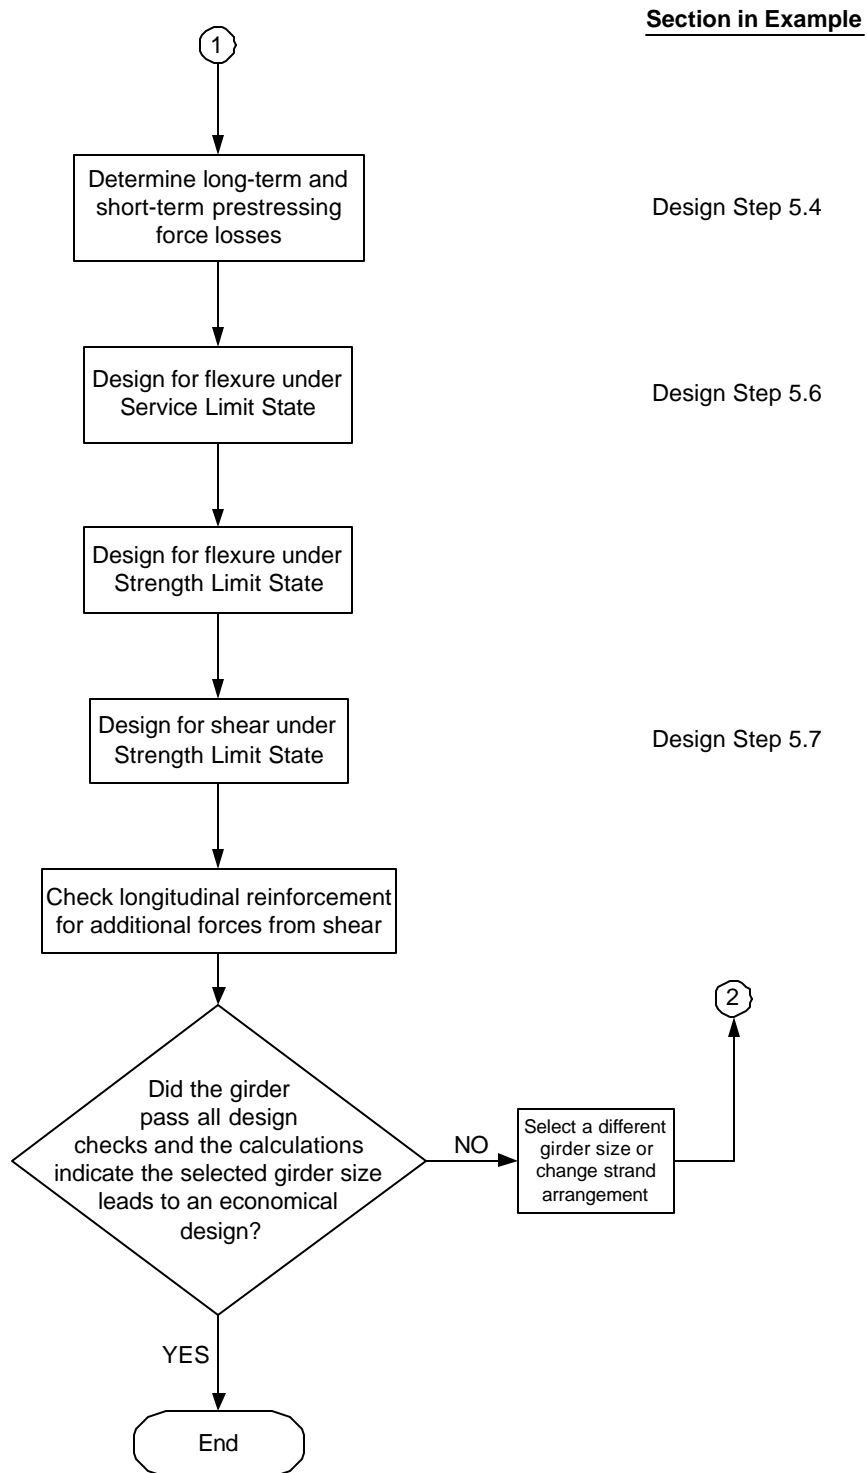 Section in Example
1
Determine long-term and
short-term prestressing
force losses
Design Step 5.4
Design for flexure under
Service Limit State
Design Step 5.6
Design for flexure under
Strength Limit State
Design for shear under
Strength Limit State
Design Step 5.7
Check longitudinal reinforcement
for additional forces from shear
2
Did the girder
pass all design
checks and the calculations
indicate the selected girder size
leads to an economical
design?
NO
Select a different
girder size or
change strand
arrangement
YES
End